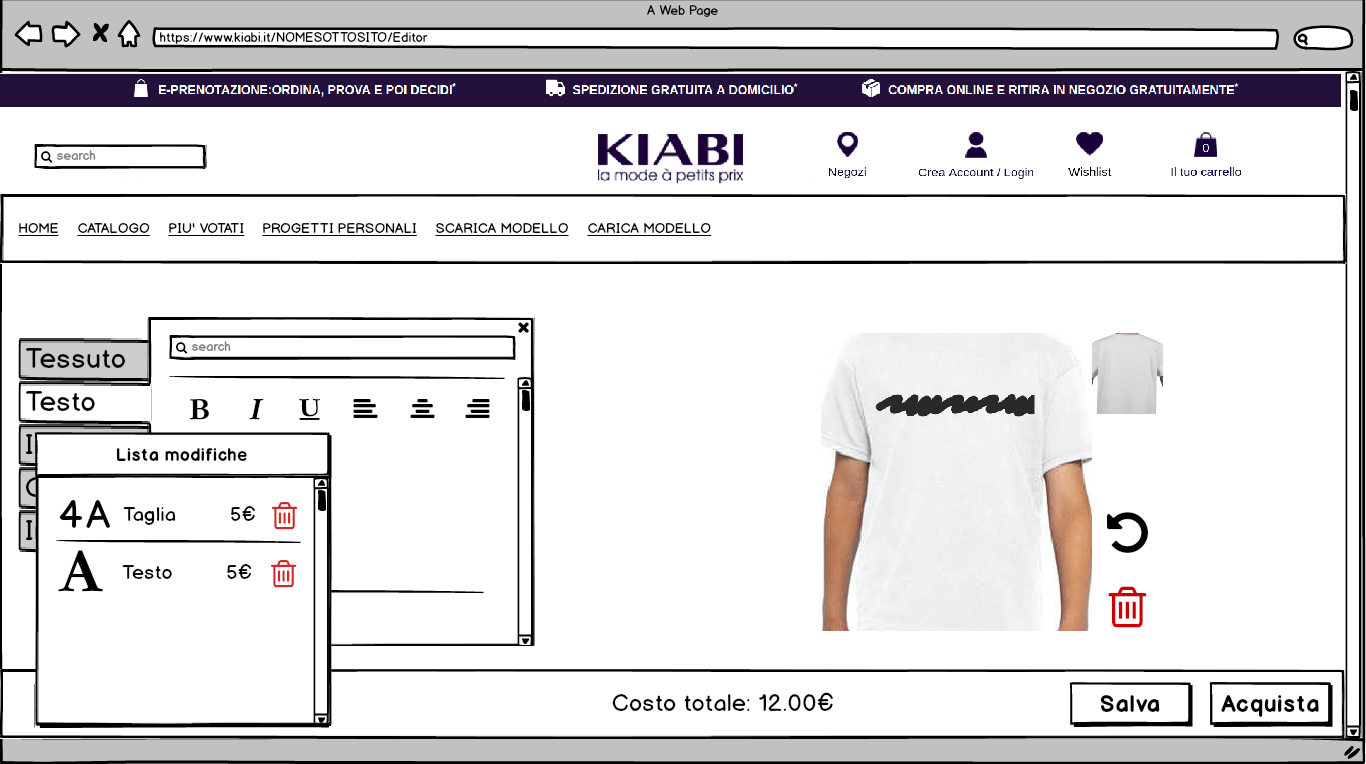 A Web Page
https://www.kiabi.it/NOMESOTTOSITO/Editor
E-PRENOTAZIONE:ORDINA, PROVA E POI DECIDI*
SPEDIZIONE GRATUITA A DOMICILIO*
COMPRA ONLINE E RITIRA IN NEGOZIO GRATUITAMENTE*
search
KIABI
la mode à petits prix
Negozi
Crea Account / Login
Wishlist
0
Il tuo carrello
HOME CATALOGO PIU' VOTATI PROGETTI PERSONALI SCARICA MODELLO CARICA MODELLO
Tessuto
Testo
search
B I U
Lista modifiche
4A Taglia 5€
A Testo 5€
Costo totale: 12.00€
Salva
Acquista